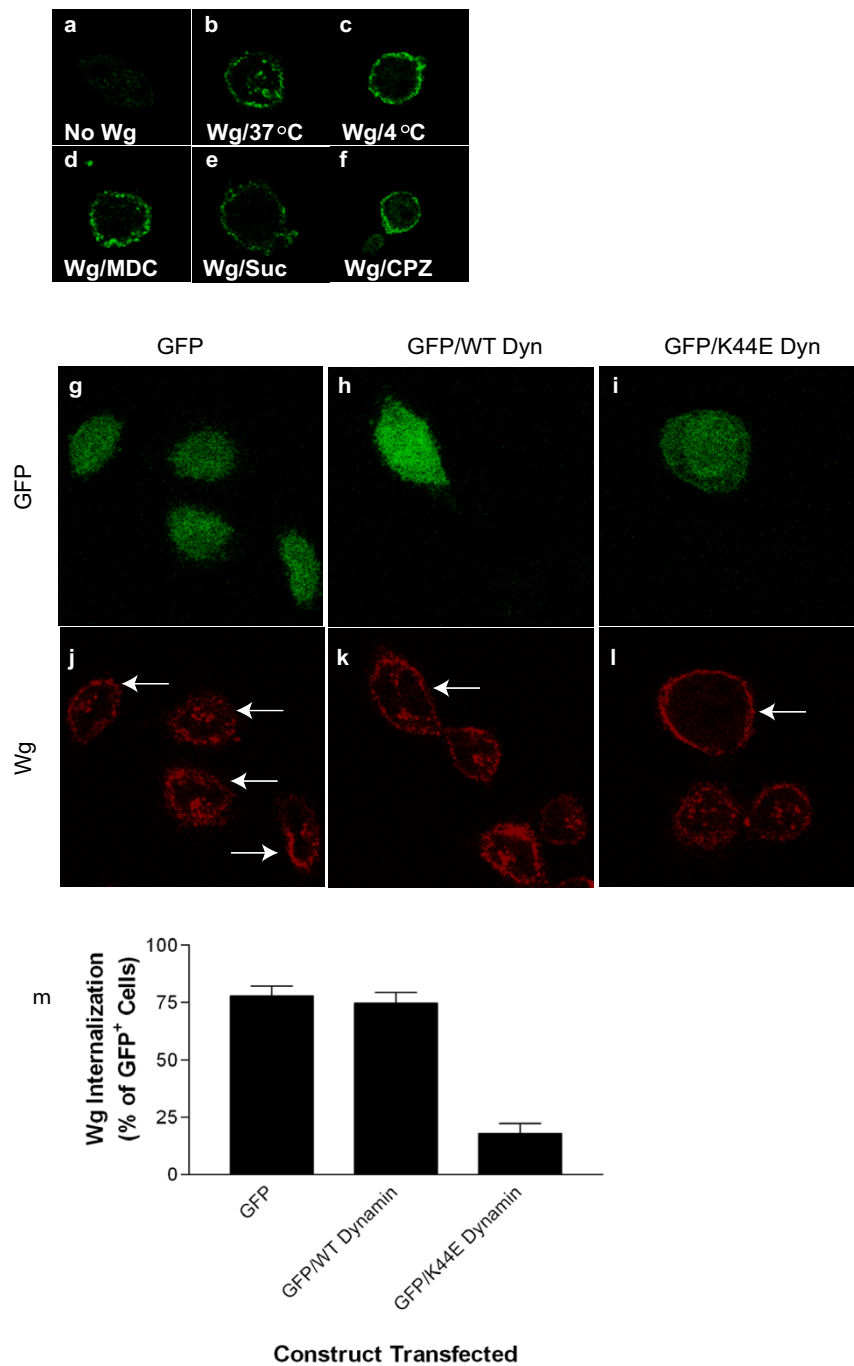 a b c
No Wg Wg/37°C Wg/4°C
d e f
Wg/MDC Wg/Suc Wg/CPZ
GFP GFP/WT Dyn GFP/K44E Dyn
g h i
GFP
j k l
Wg
m
Wg Internalization
(% of GFP+ Cells)
100
75
50
25
0
GFP
GFP/WT Dynamin
GFP/K44E Dynamin
Construct Transfected